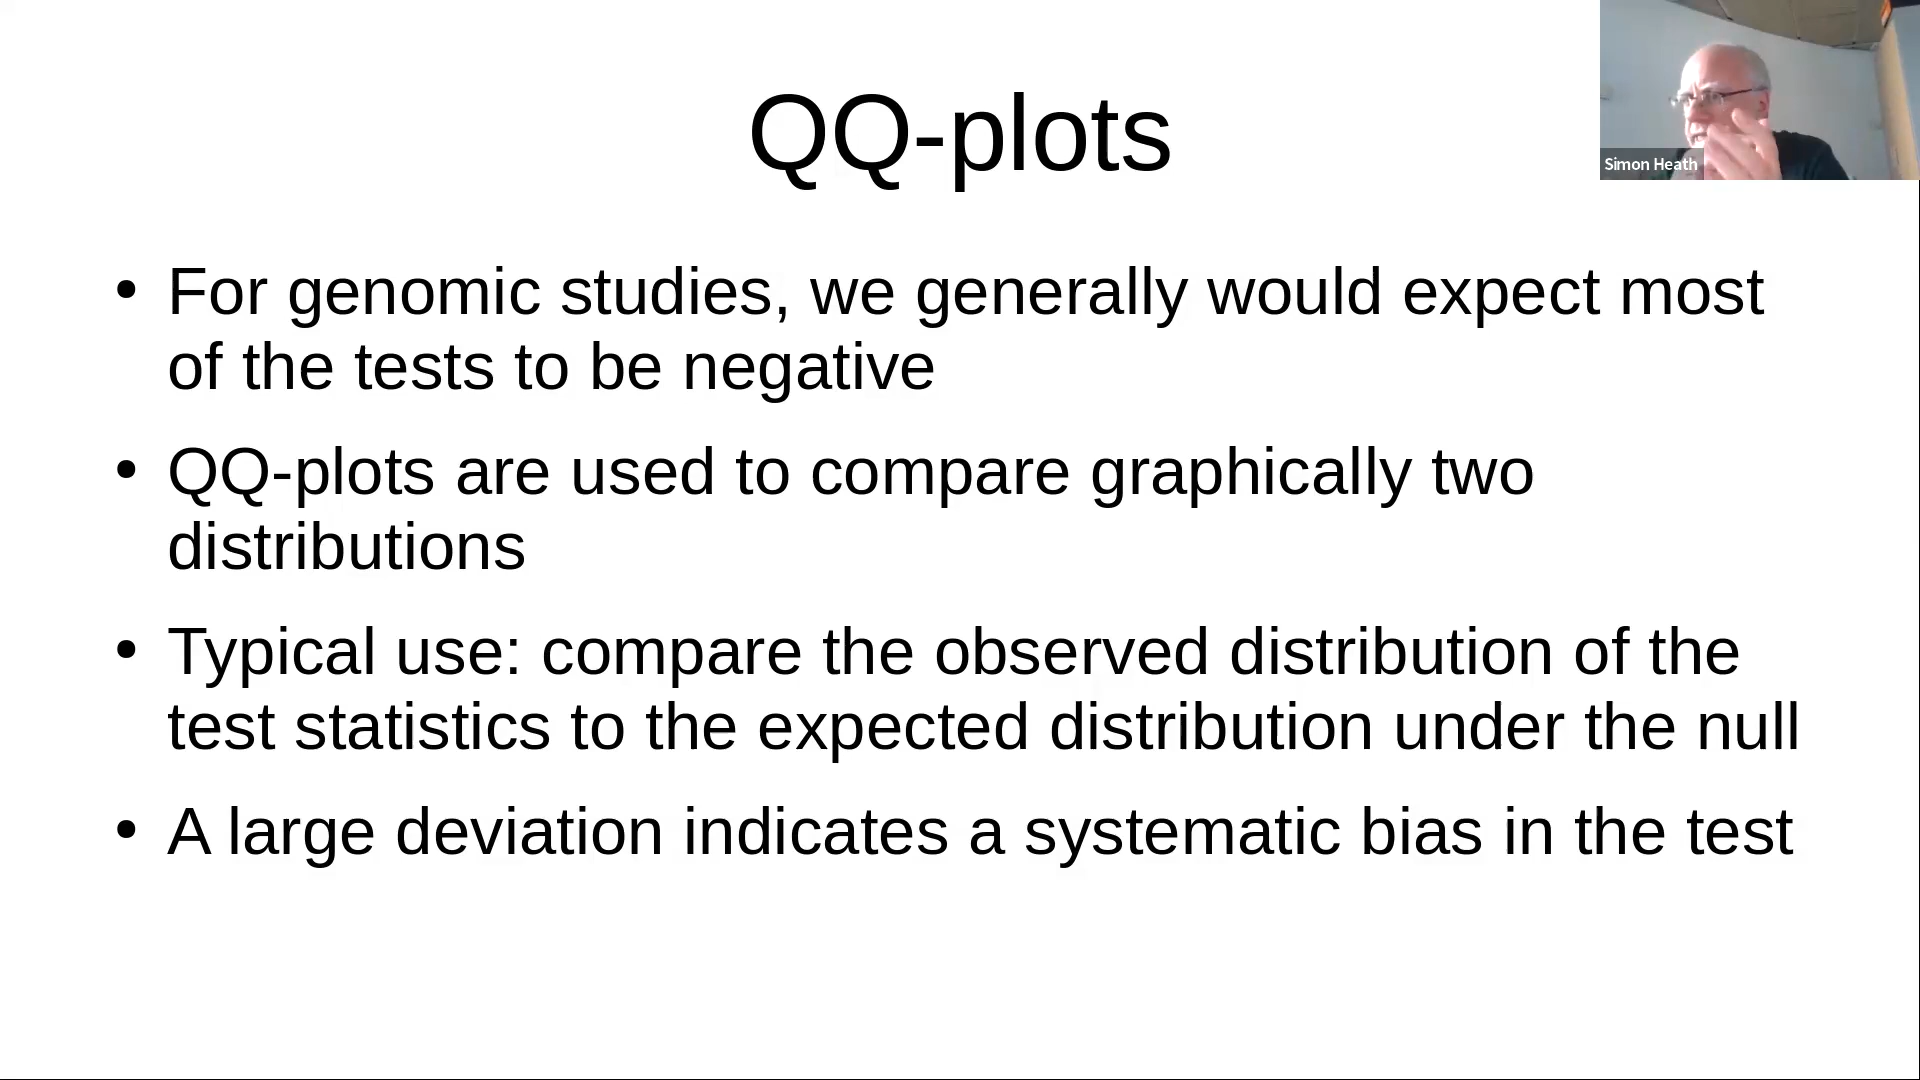 QQ-plots
Simon Heath
• For genomic studies, we generally would expect most
of the tests to be negative
• QQ-plots are used to compare graphically two
distributions
• Typical use: compare the observed distribution of the
test statistics to the expected distribution under the null
• A large deviation indicates a systematic bias in the test